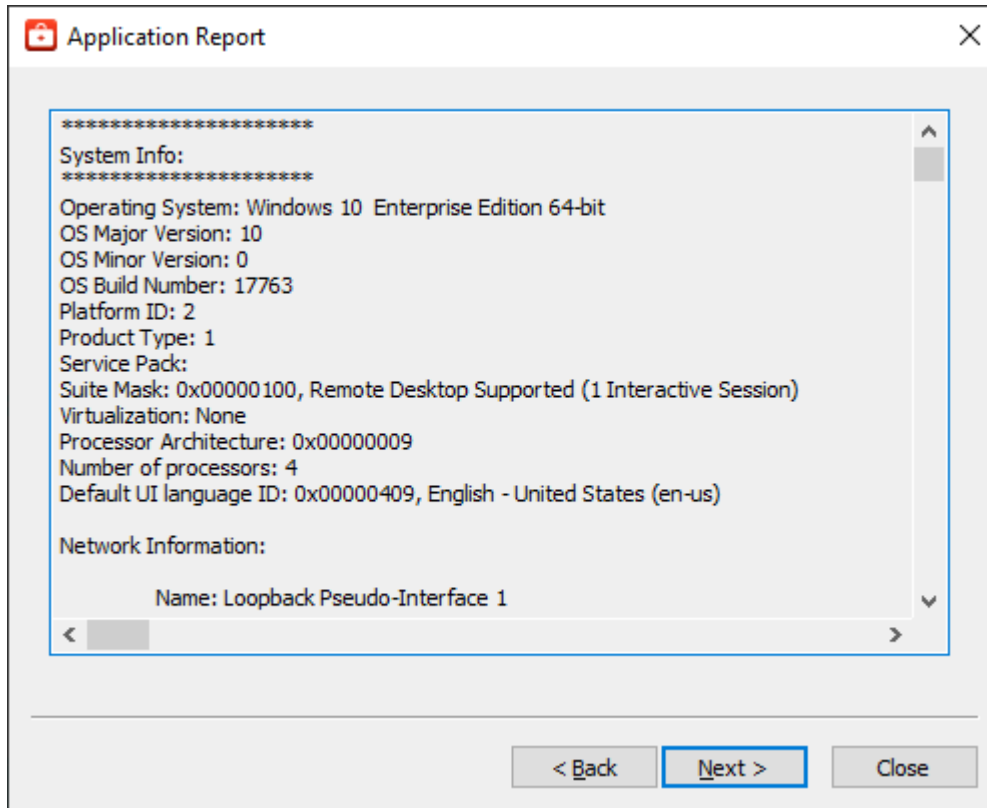 Application Report
*********************
System Info:
*********************
Operating System: Windows 10  Enterprise Edition 64-bit
OS Major Version: 10
OS Minor Version: 0
OS Build Number: 17763
Platform ID: 2
Product Type: 1
Service Pack:
Suite Mask: 0x00000100, Remote Desktop Supported (1 Interactive Session)
Virtualization: None
Processor Architecture: 0x00000009
Number of processors: 4
Default UI language ID: 0x00000409, English - United States (en-us)
Network Information:
Name: Loopback Pseudo-Interface 1
< Back Next > Close